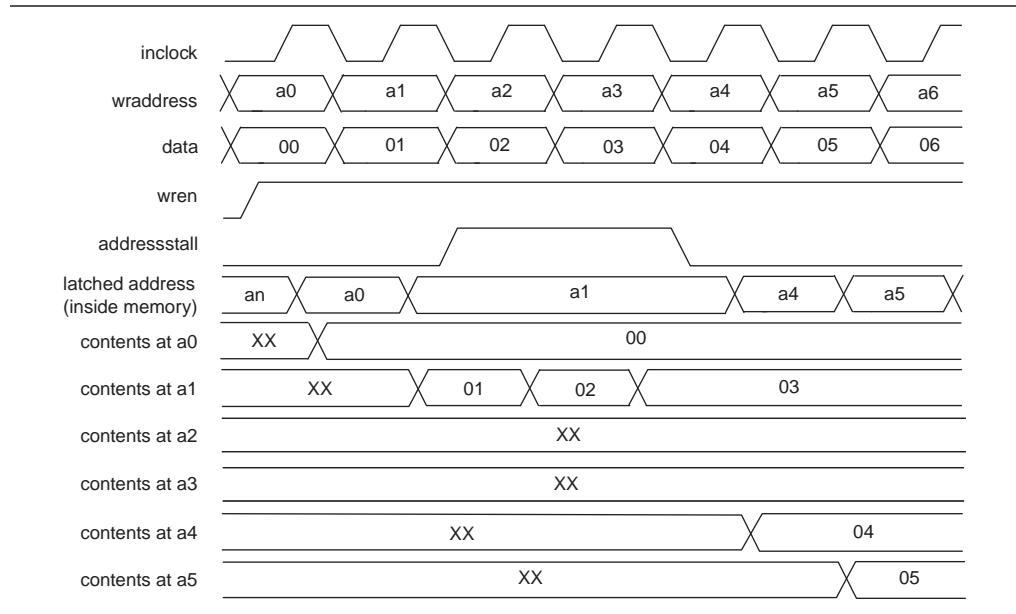 inclock
wraddress a0 a1 a2 a3 a4 a5 a6
data 00 01 02 03 04 05 06
wren
addressstall
latched address
(inside memory) an a0 a1 a4 a5
contents at a0 XX 00
contents at a1 XX 01 02 03
contents at a2 XX
contents at a3 XX
contents at a4 XX 04
contents at a5 XX 05